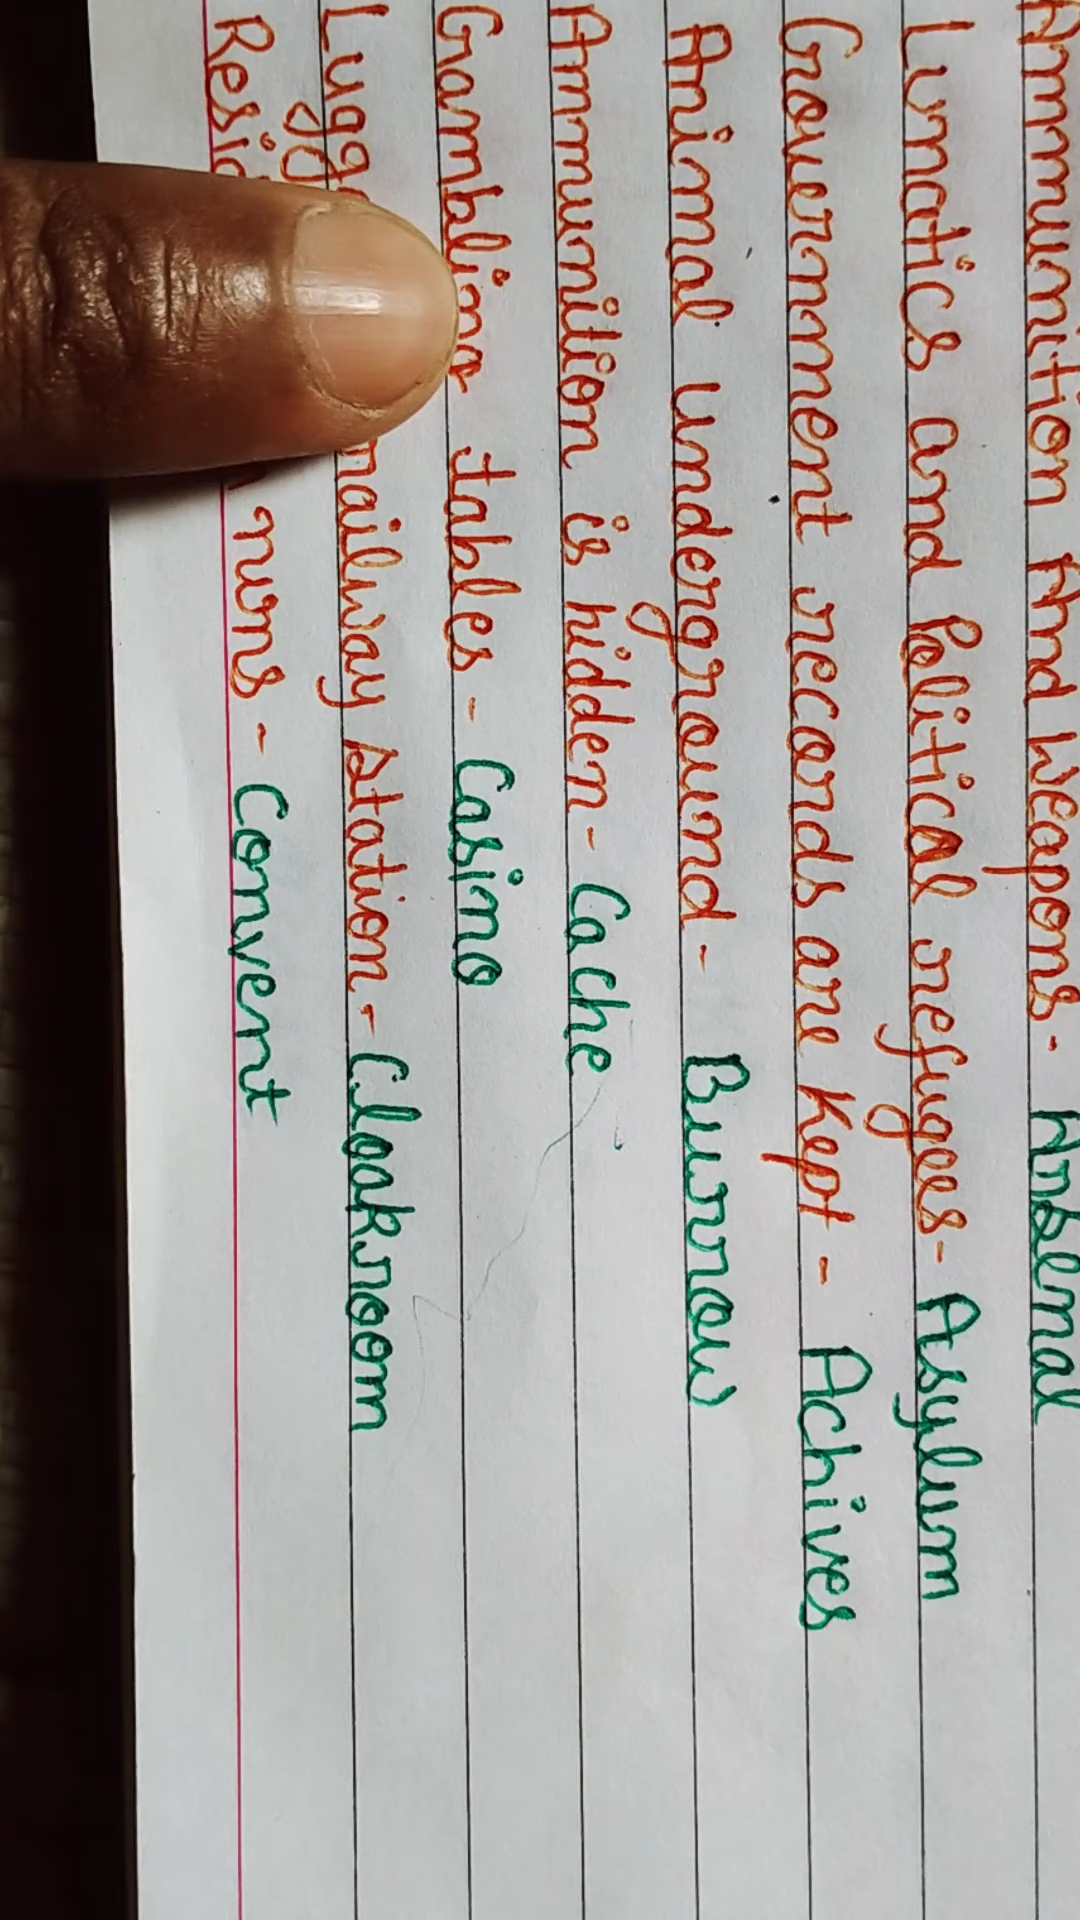 Ammunition And Weapons - Arsenal
Lunatics and Political refugees - Asylum
Government records are Kept - Achives
Animal underground - Burrow
Ammunition is hidden - Cache
Gambling tables - Casino
railway station - Cloakroom
nuns - Convent